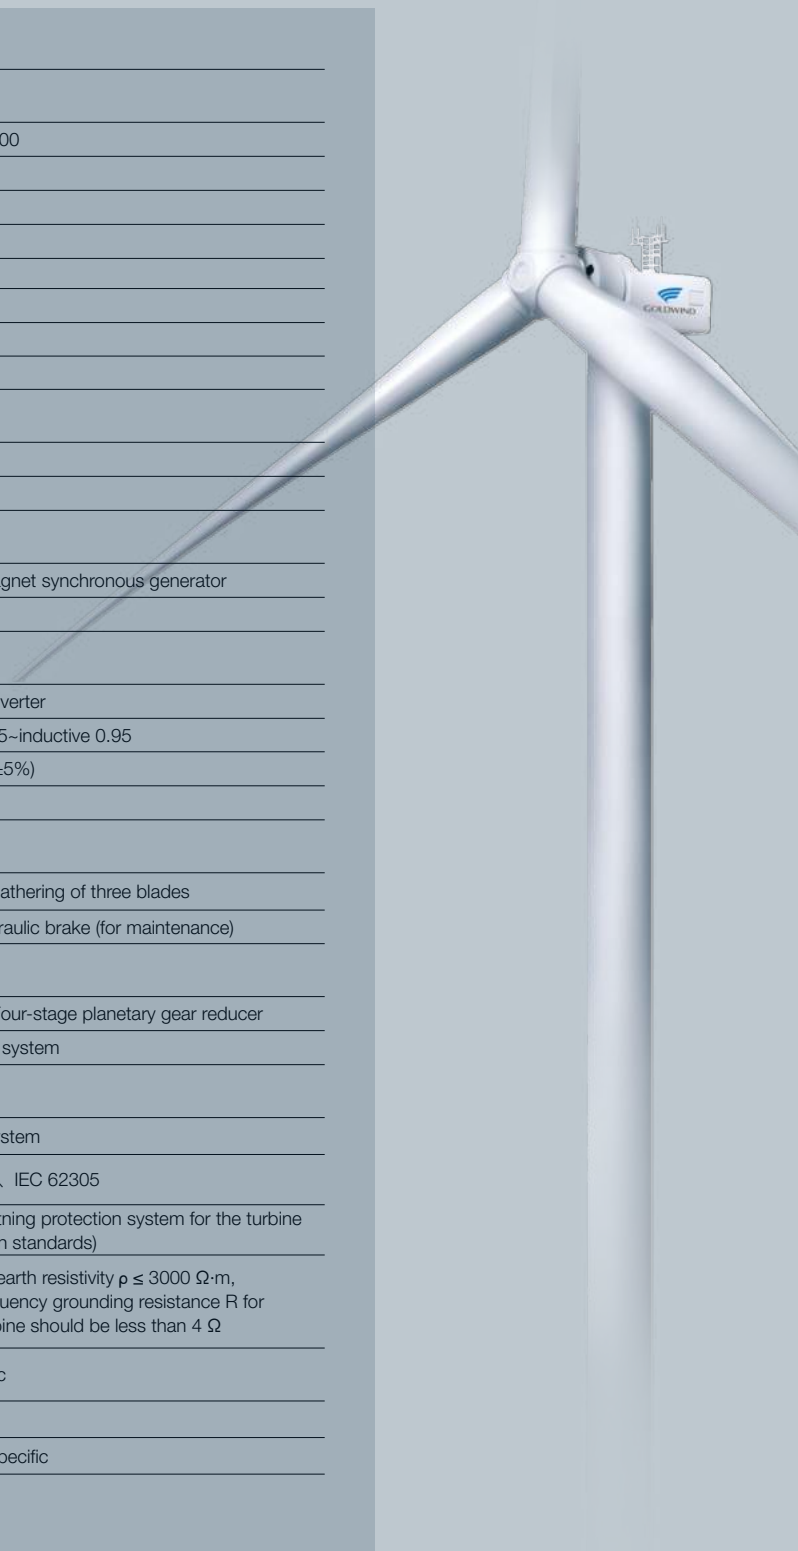 00
GOLDWIND
gnet synchronous generator
verter
5~inductive 0.95
±5%)
athering of three blades
raulic brake (for maintenance)
four-stage planetary gear reducer
system
stem
、IEC 62305
tning protection system for the turbine
n standards)
earth resistivity ρ ≤ 3000 Ω·m,
uency grounding resistance R for
bine should be less than 4 Ω
c
pecific